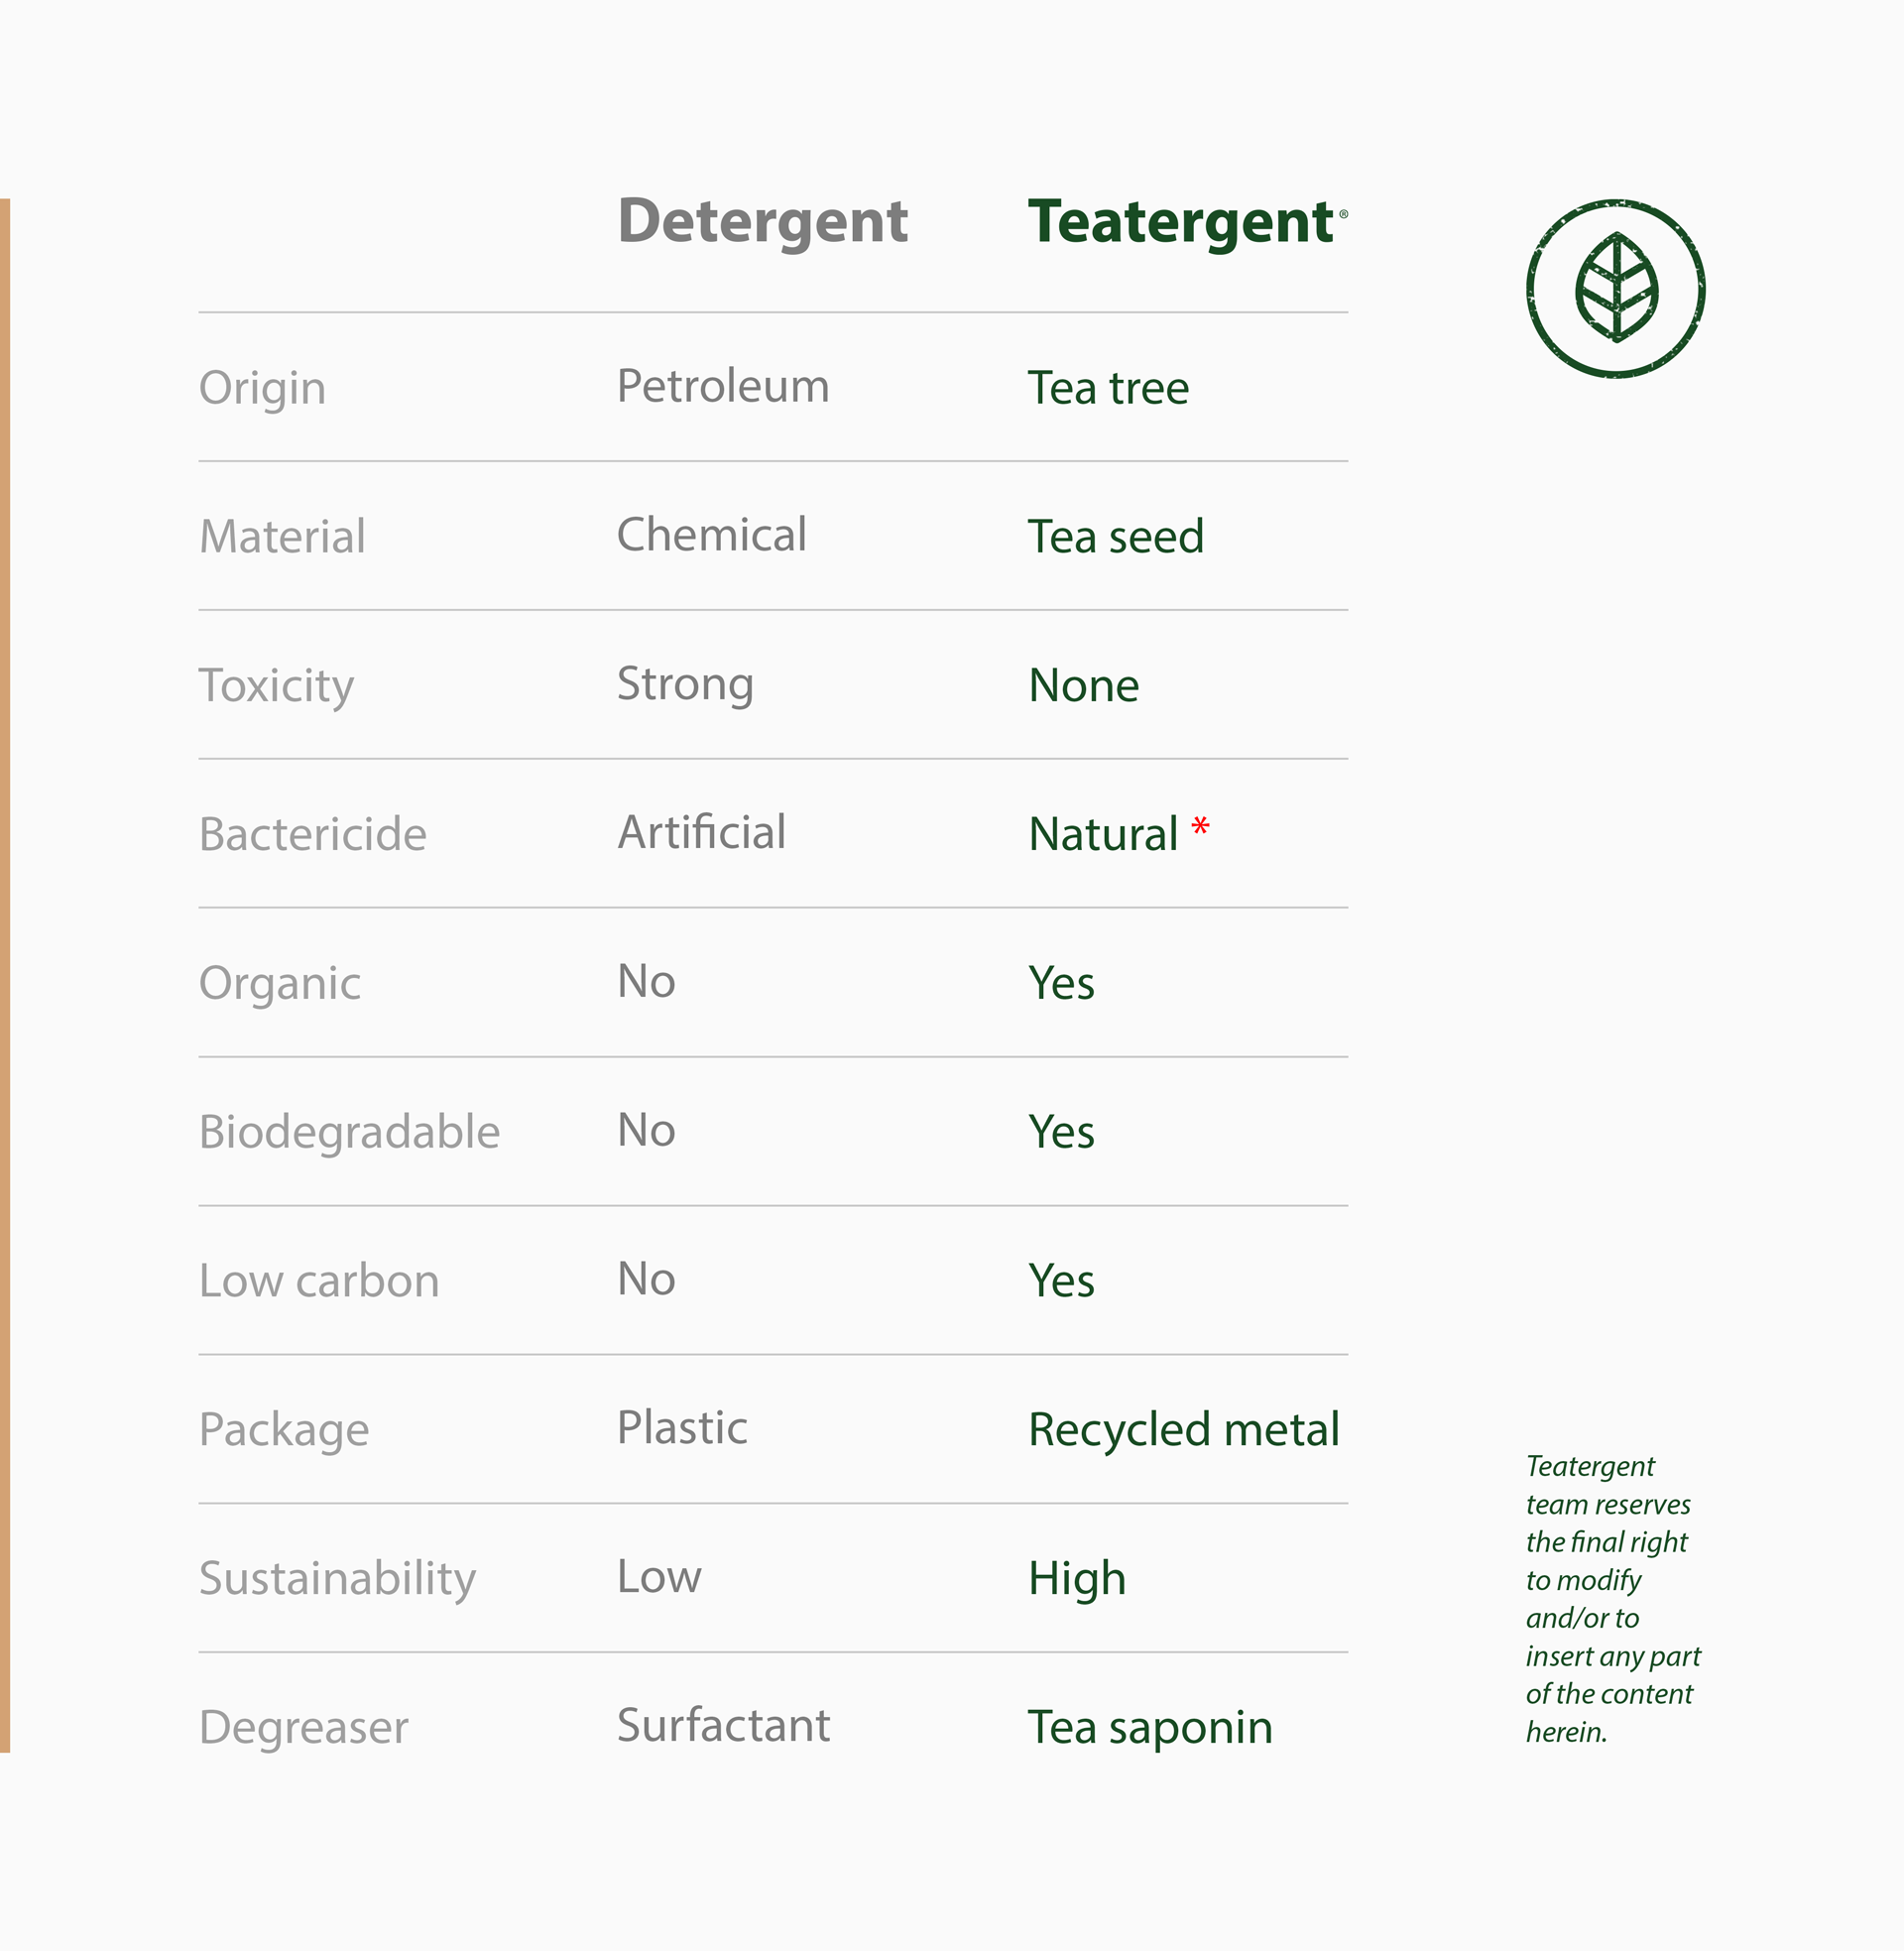 Detergent Teatergent®
Origin Petroleum Tea tree
Material Chemical Tea seed
Toxicity Strong None
Bactericide Artificial Natural *
Organic No Yes
Biodegradable No Yes
Low carbon No Yes
Package Plastic Recycled metal
Sustainability Low High
Degreaser Surfactant Tea saponin
Teatergent
team reserves
the final right
to modify
and/or to
insert any part
of the content
herein.